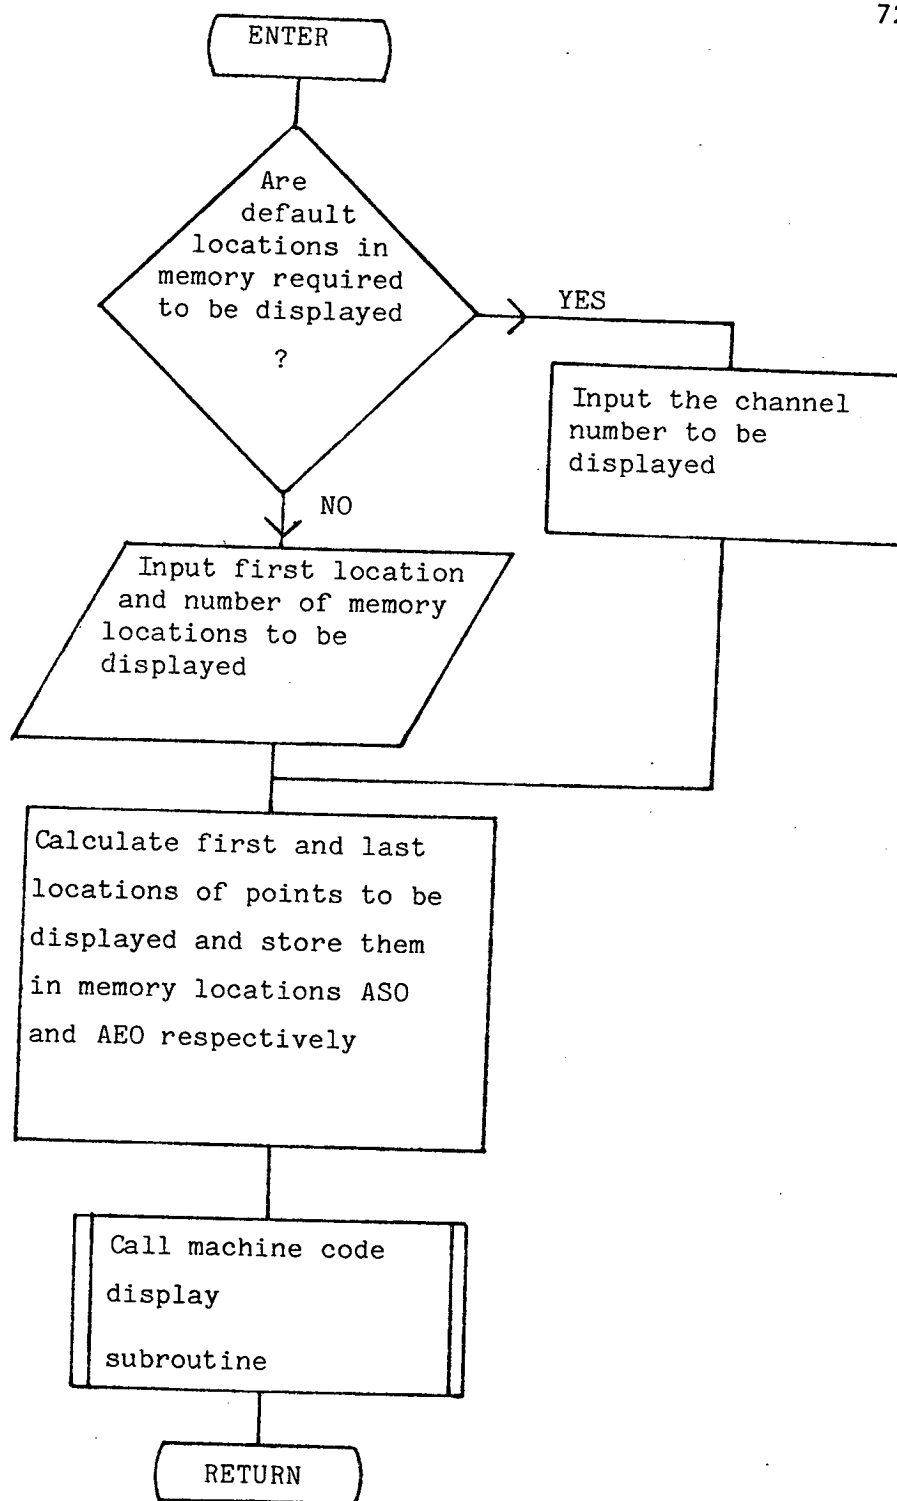 72
ENTER
Are
default
locations in
memory required
to be displayed
?
YES
Input the channel
number to be
displayed
NO
Input first location
and number of memory
locations to be
displayed
Calculate first and last
locations of points to be
displayed and store them
in memory locations ASO
and AEO respectively
Call machine code
display
subroutine
RETURN